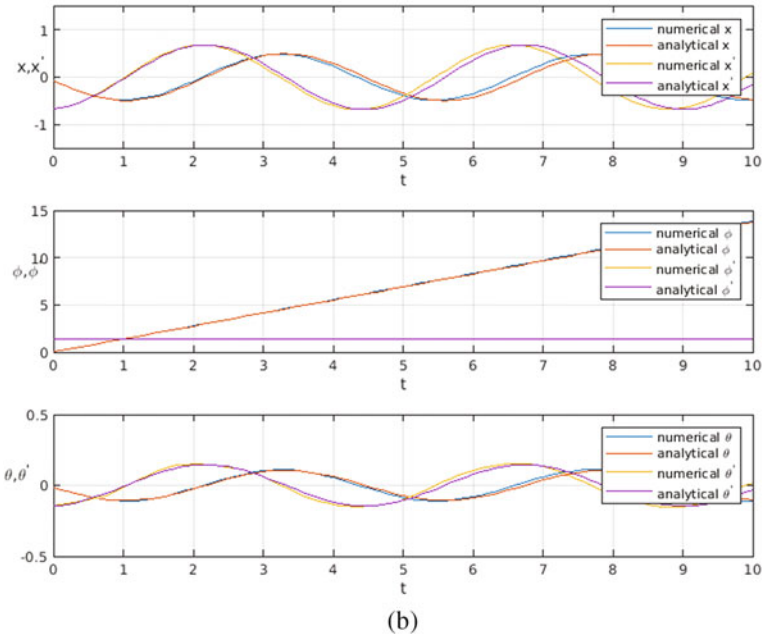 1
0
-1
x,x'
numerical x
analytical x
numerical x'
analytical x'
0 1 2 3 4 5 6 7 8 9 10
t
15
10
5
0
ϕ,ϕ
numerical ϕ
analytical ϕ
numerical ϕ'
analytical ϕ'
0 1 2 3 4 5 6 7 8 9 10
t
0.5
0
-0.5
θ,θ'
numerical θ
analytical θ
numerical θ'
analytical θ'
0 1 2 3 4 5 6 7 8 9 10
t
(b)